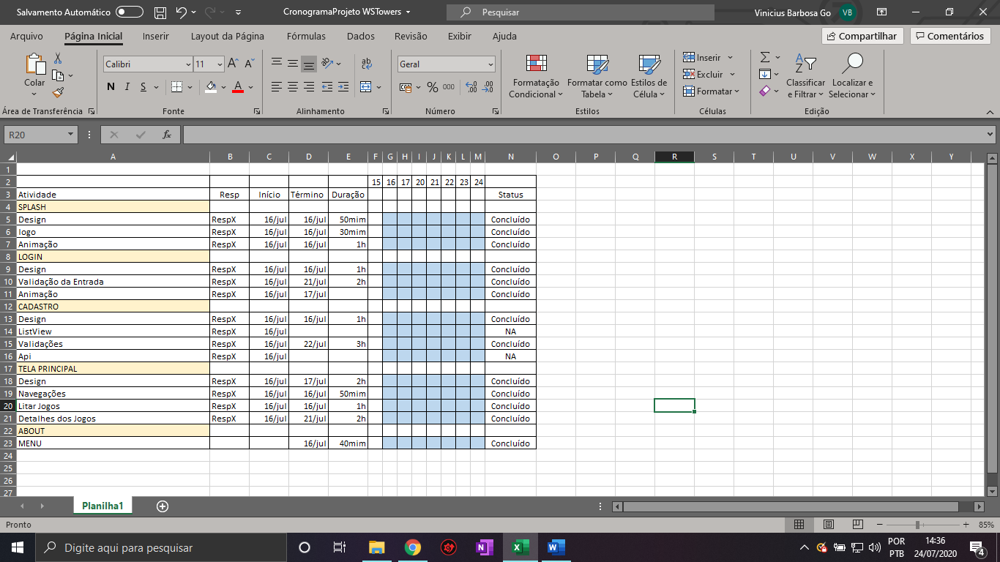 Salvamento Automático
CronogramaProjeto WSTowers
Pesquisar
Vinicius Barbosa Go VB
Arquivo Página Inicial Inserir Layout da Página Fórmulas Dados Revisão Exibir Ajuda
Compartilhar Comentários
Colar
Calibri 11
N I S
Geral
% 000
Formatação Condicional
Formatar como Tabela
Estilos de Célula
Inserir
Excluir
Formatar
Classificar e Filtrar
Localizar e Selecionar
Área de Transferência Fonte Alinhamento Número Estilos Células Edição
R20 fx
A B C D E F G H I J K L M N O P Q R S T U V W X Y
1
2 15 16 17 20 21 22 23 24
3 Atividade Resp Início Término Duração Status
4 SPLASH
5 Design RespX 16/jul 16/jul 50mim Concluído
6 logo RespX 16/jul 16/jul 30mim Concluído
7 Animação RespX 16/jul 16/jul 1h Concluído
8 LOGIN
9 Design RespX 16/jul 16/jul 1h Concluído
10 Validação da Entrada RespX 16/jul 21/jul 2h Concluído
11 Animação RespX 16/jul 17/jul Concluído
12 CADASTRO
13 Design RespX 16/jul 16/jul 1h Concluído
14 ListView RespX 16/jul NA
15 Validações RespX 16/jul 22/jul 3h Concluído
16 Api RespX 16/jul NA
17 TELA PRINCIPAL
18 Design RespX 16/jul 17/jul 2h Concluído
19 Navegações RespX 16/jul 16/jul 50mim Concluído
20 Litar Jogos RespX 16/jul 16/jul 1h Concluído
21 Detalhes dos Jogos RespX 16/jul 21/jul 2h Concluído
22 ABOUT
23 MENU 16/jul 40mim Concluído
24
25
26
27
Planilha1
Pronto 85%
Digite aqui para pesquisar
POR 14:36
PTB 24/07/2020 4